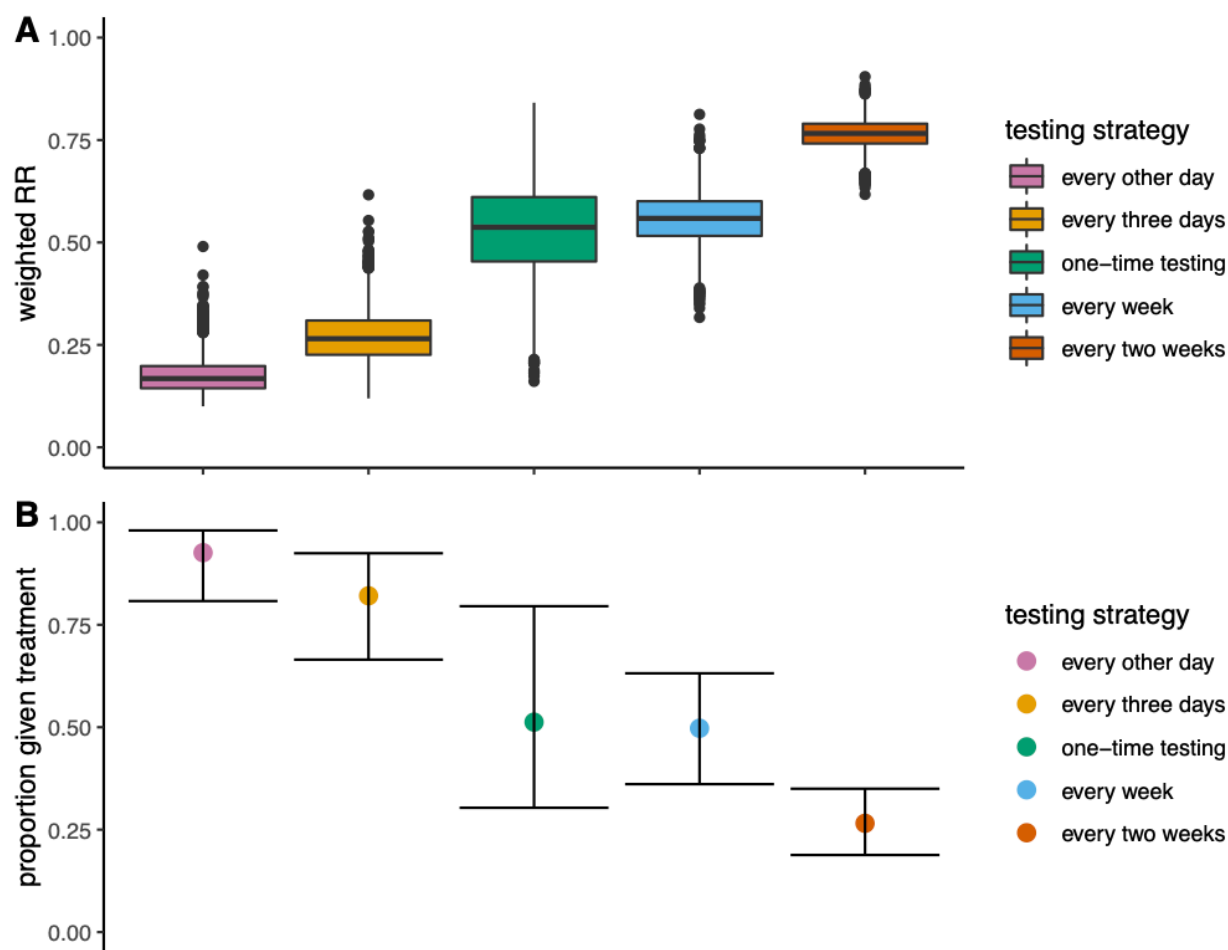 A
1.00
0.75
0.50
0.25
0.00
weighted RR
testing strategy
every other day
every three days
one−time testing
every week
every two weeks
B
1.00
0.75
0.50
0.25
0.00
proportion given treatment
testing strategy
every other day
every three days
one−time testing
every week
every two weeks